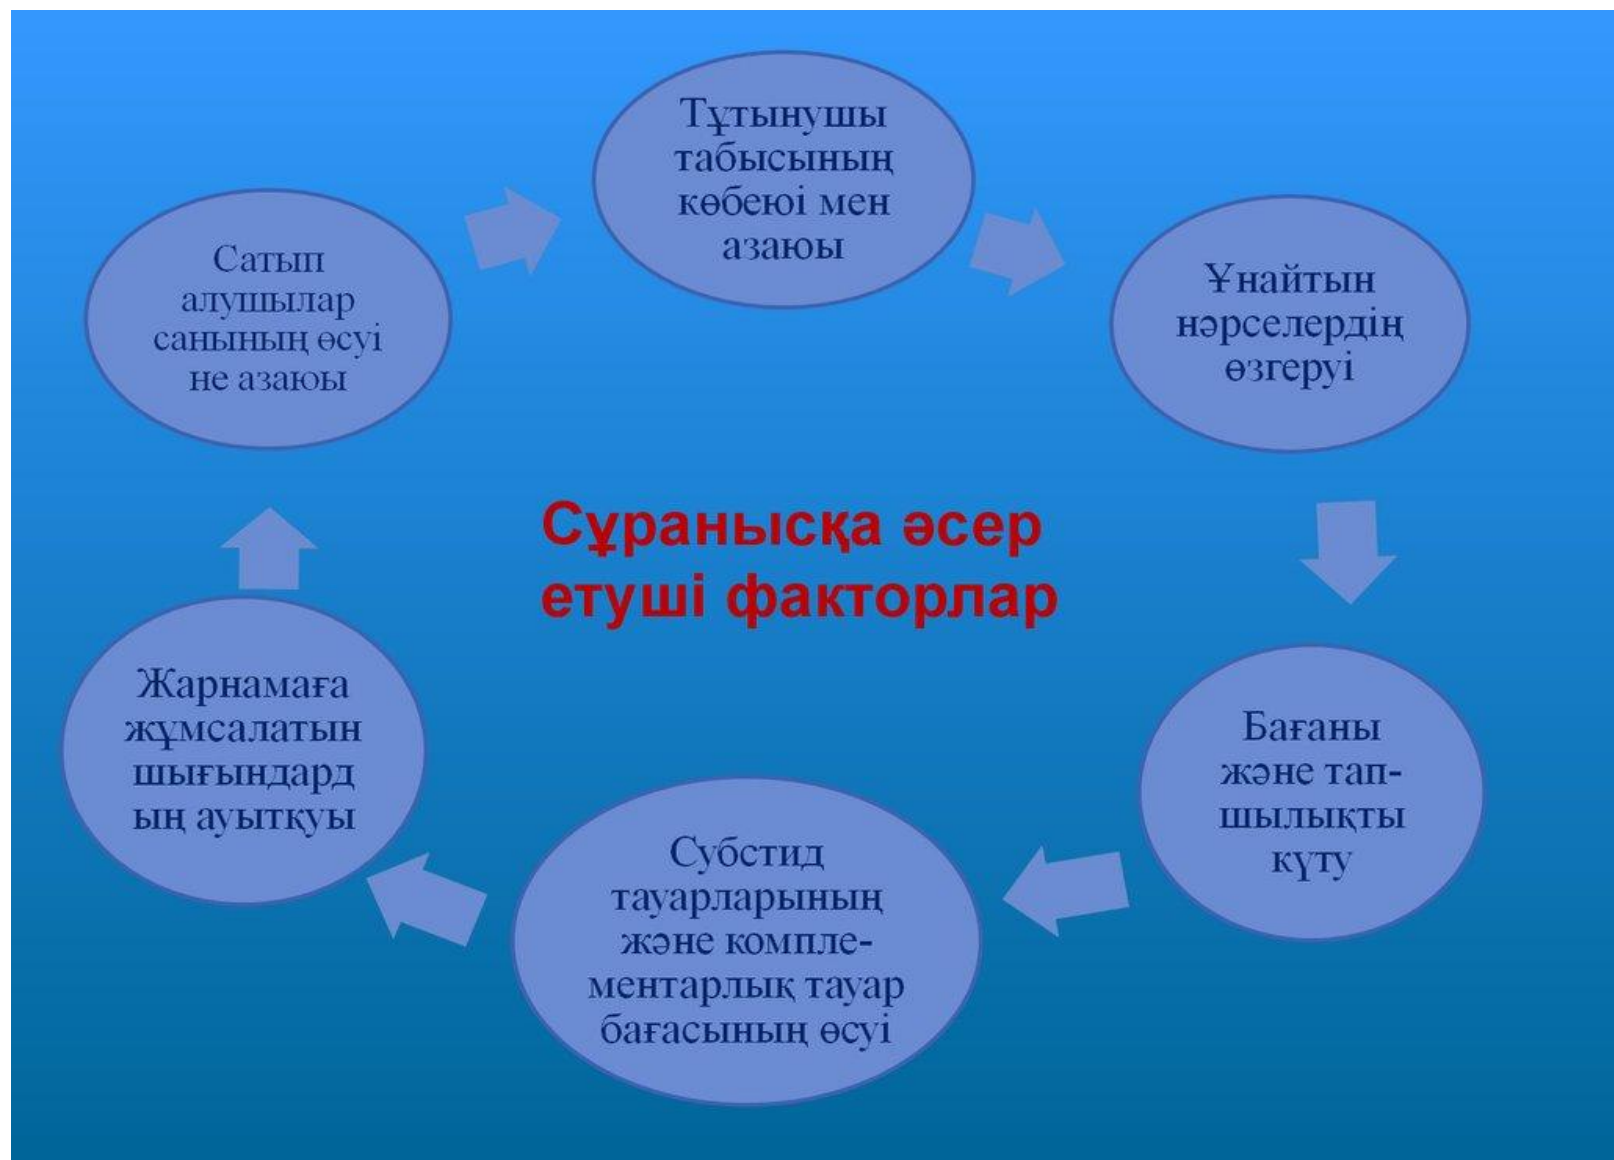 Тұтынушы
табысының
көбеюі мен
азаюы
Ұнайтын
нәрселердің
өзгеруі
Бағаны
және тап-
шылықты
күту
Субстид
тауарларының
және компле-
ментарлық тауар
бағасының өсуі
Жарнамаға
жұмсалатын
шығындард
ың ауытқуы
Сатып
алушылар
санының өсуі
не азаюы
Сұранысқа әсер
етуші факторлар